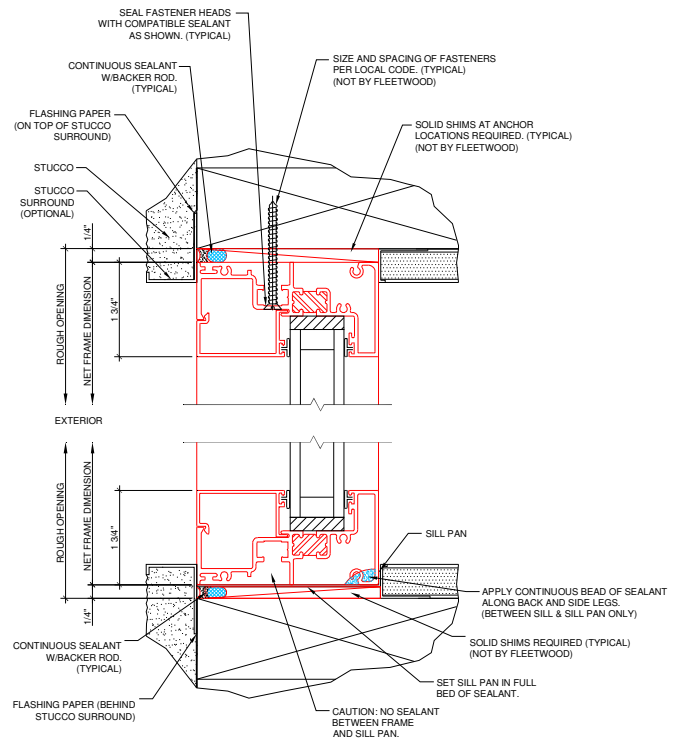 SEAL FASTENER HEADS
WITH COMPATIBLE SEALANT
AS SHOWN. (TYPICAL)
SIZE AND SPACING OF FASTENERS
PER LOCAL CODE. (TYPICAL)
(NOT BY FLEETWOOD)
CONTINUOUS SEALANT
W/BACKER ROD.
(TYPICAL)
FLASHING PAPER
(ON TOP OF STUCCO
SURROUND)
SOLID SHIMS AT ANCHOR
LOCATIONS REQUIRED. (TYPICAL)
(NOT BY FLEETWOOD)
STUCCO
STUCCO
SURROUND
(OPTIONAL)
1/4"
ROUGH OPENING
NET FRAME DIMENSION
1 3/4"
EXTERIOR
ROUGH OPENING
NET FRAME DIMENSION
1 3/4"
1/4"
SILL PAN
APPLY CONTINUOUS BEAD OF SEALANT
ALONG BACK AND SIDE LEGS.
(BETWEEN SILL & SILL PAN ONLY)
CONTINUOUS SEALANT
W/BACKER ROD.
(TYPICAL)
SOLID SHIMS REQUIRED (TYPICAL)
(NOT BY FLEETWOOD)
SET SILL PAN IN FULL
BED OF SEALANT.
FLASHING PAPER (BEHIND
STUCCO SURROUND)
CAUTION: NO SEALANT
BETWEEN FRAME
AND SILL PAN.